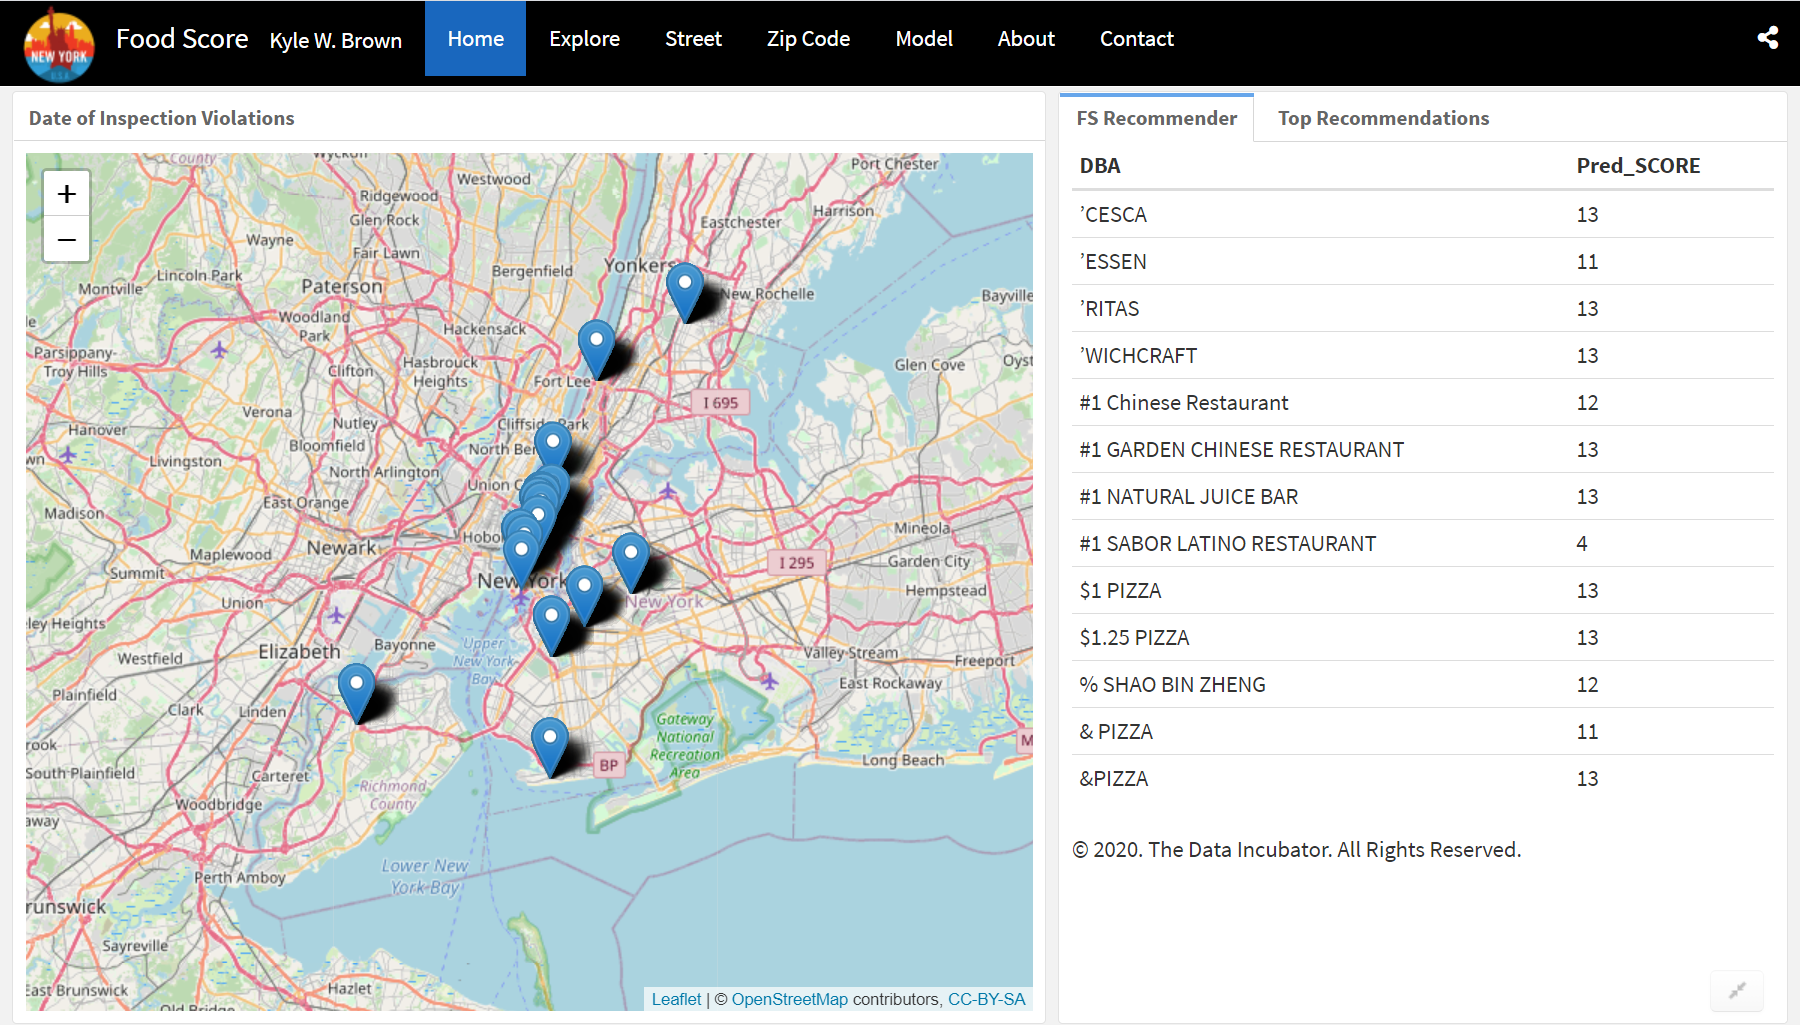 NEW YORK
U.S.A
Food Score
Kyle W. Brown
Home
Explore
Street
Zip Code
Model
About
Contact
Date of Inspection Violations
+
−
County
Wyckoff
Westwood
Port Chester
Ridgewood
Glen Rock
Harrison
Eastchester
Wayne
Fair Lawn
Bergenfield
Yonkers
Lincoln Park
Montville
Paterson
New Rochelle
Bayville
Woodland
Park
Hackensack
Parsippany-
Troy Hills
Hasbrouck
Heights
Clifton
Fort Lee
Glen Cove
Oyst
I 695
Verona
Nutley
Cliffside Park
Hanover
Bloomfield
North Ber
wn
Livingston
North Arlington
Union C
East Orange
Madison
Mineola
Newark
Hobo
Maplewood
I 295
Garden City
Summit
New York
Hempstead
Union
New York
ley Heights
Bayonne
Upper
New York
Bay
Elizabeth
Westfield
Valley Stream
Freeport
East Rockaway
Plainfield
Clark
Linden
Gateway
National
Recreation
Area
rook
M
BP
Long Beach
South Plainfield
Carteret
Richmond
County
Woodbridge
away
Lower New
York Bay
Perth Amboy
runswick
Sayreville
East Brunswick
Hazlet
Old Bridge
Leaflet | © OpenStreetMap contributors, CC-BY-SA
FS Recommender
Top Recommendations
DBA Pred_SCORE
’CESCA 13
’ESSEN 11
’RITAS 13
’WICHCRAFT 13
#1 Chinese Restaurant 12
#1 GARDEN CHINESE RESTAURANT 13
#1 NATURAL JUICE BAR 13
#1 SABOR LATINO RESTAURANT 4
$1 PIZZA 13
$1.25 PIZZA 13
% SHAO BIN ZHENG 12
& PIZZA 11
&PIZZA 13
© 2020. The Data Incubator. All Rights Reserved.